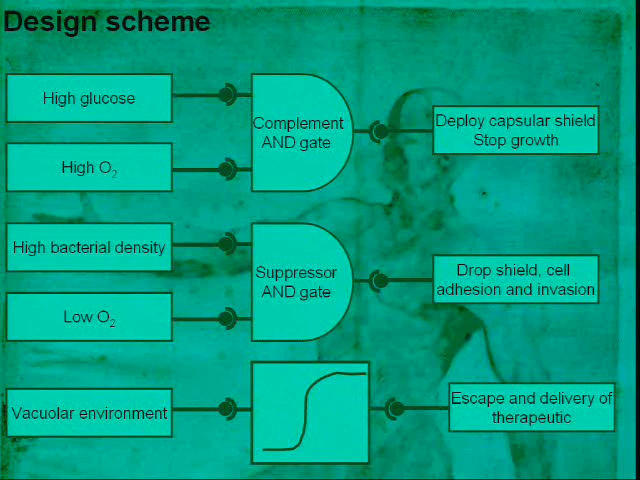 Design scheme
High glucose
High O2
Complement
AND gate
Deploy capsular shield
Stop growth
High bacterial density
Low O2
Suppressor
AND gate
Drop shield, cell
adhesion and invasion
Vacuolar environment
Escape and delivery of
therapeutic